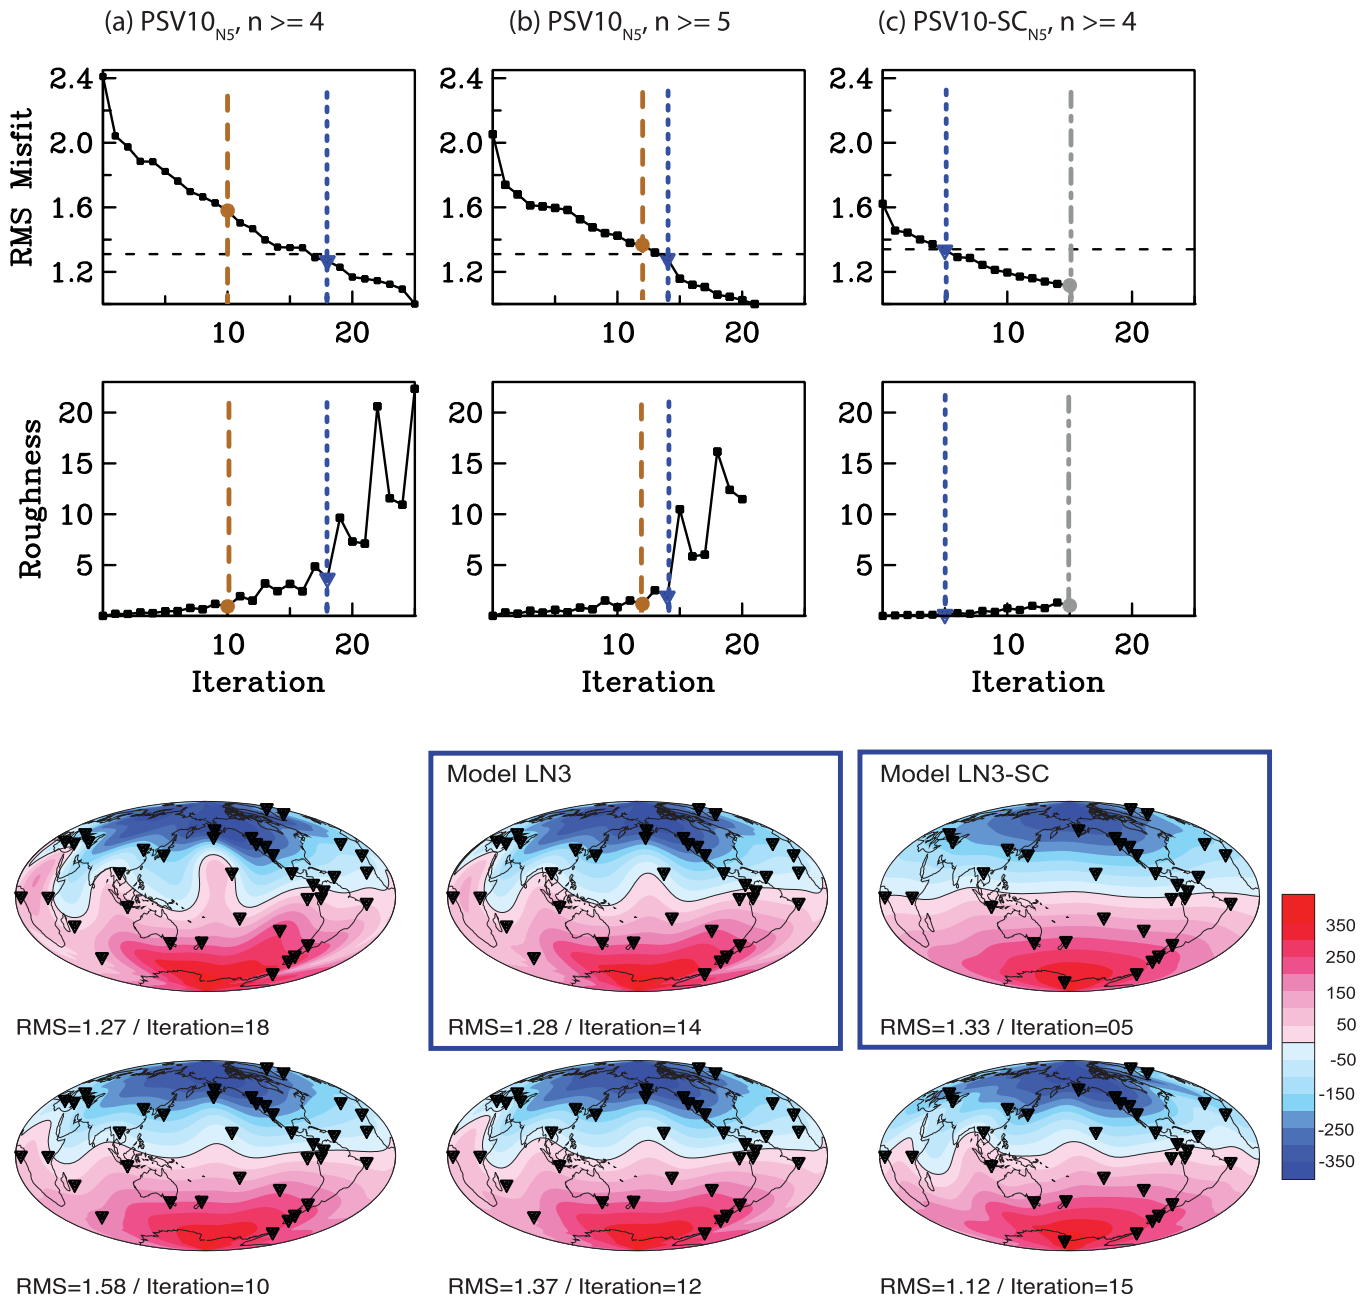 (a) PSV10N5, n >= 4
(b) PSV10N5, n >= 5
(c) PSV10-SCN5, n >= 4
RMS Misfit
2.4
2.0
1.6
1.2
10
20
2.4
2.0
1.6
1.2
10
20
2.4
2.0
1.6
1.2
10
20
Roughness
20
15
10
5
10
20
Iteration
20
15
10
5
10
20
Iteration
20
15
10
5
10
20
Iteration
Model LN3
Model LN3-SC
RMS=1.27 / Iteration=18
RMS=1.28 / Iteration=14
RMS=1.33 / Iteration=05
350
250
150
50
-50
-150
-250
-350
RMS=1.58 / Iteration=10
RMS=1.37 / Iteration=12
RMS=1.12 / Iteration=15